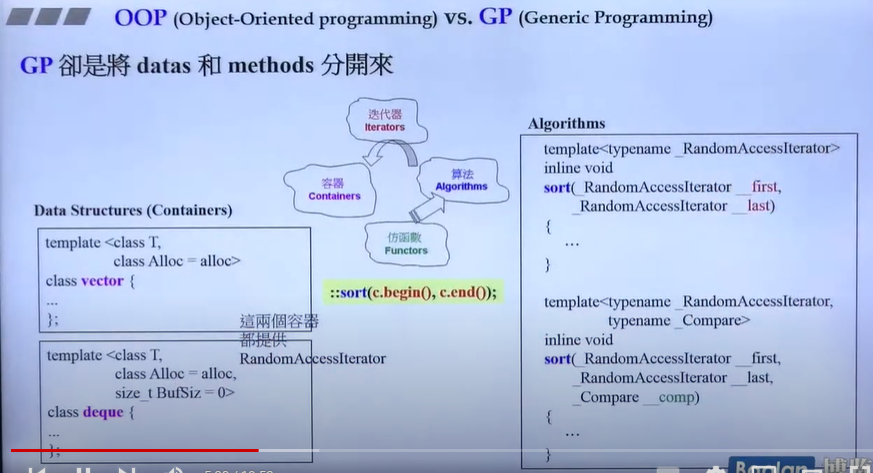 OOP (Object-Oriented programming) vs. GP (Generic Programming)
GP 卻是將 datas 和 methods 分開來
迭代器
Iterators
容器
Containers
算法
Algorithms
仿函數
Functors
::sort(c.begin(), c.end());
Data Structures (Containers)
template <class T,
class Alloc = alloc>
class vector {
...
};
這兩個容器
都提供
RandomAccessIterator
template <class T,
class Alloc = alloc,
size_t BufSiz = 0>
class deque {
...
};
Algorithms
template<typename _RandomAccessIterator>
inline void
sort(_RandomAccessIterator __first,
_RandomAccessIterator __last)
{
...
}
template<typename _RandomAccessIterator,
typename _Compare>
inline void
sort(_RandomAccessIterator __first,
_RandomAccessIterator __last,
_Compare __comp)
{
...
}